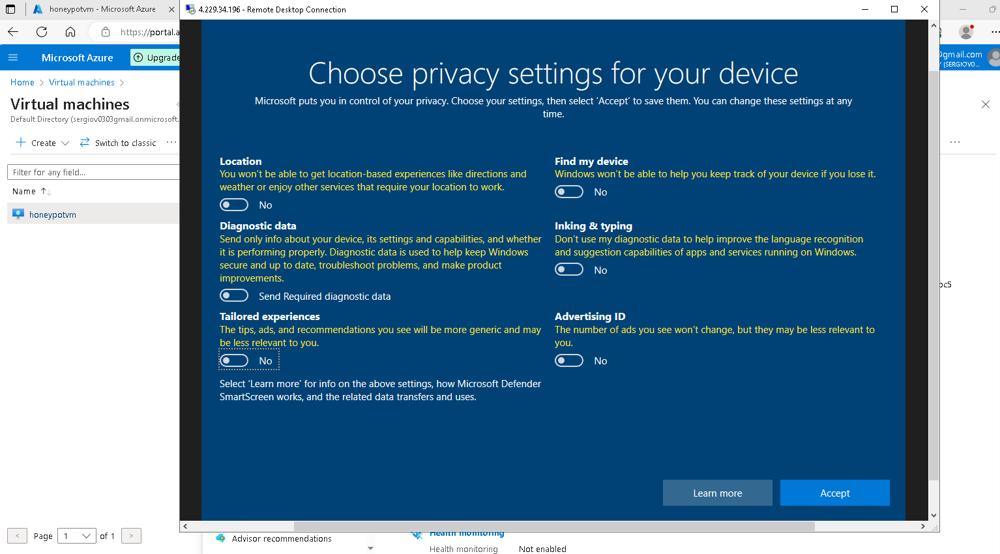 honeypotvm - Microsoft Azure
4.229.34.196 - Remote Desktop Connection
https://portal.a
Microsoft Azure
Upgrade
@gmail.com
(SERGIOV0...
Home > Virtual machines >
Virtual machines
Default Directory (sergiov0303gmail.onmicrosoft.
Create
Switch to classic
...
Filter for any field...
Name
honeypotvm
Choose privacy settings for your device
Microsoft puts you in control of your privacy. Choose your settings, then select ‘Accept’ to save them. You can change these settings at any
time.
Location
You won’t be able to get location-based experiences like directions and
weather or enjoy other services that require your location to work.
No
Find my device
Windows won’t be able to help you keep track of your device if you lose it.
No
Diagnostic data
Send only info about your device, its settings and capabilities, and whether
it is performing properly. Diagnostic data is used to help keep Windows
secure and up to date, troubleshoot problems, and make product
improvements.
Send Required diagnostic data
Inking & typing
Don’t use my diagnostic data to help improve the language recognition
and suggestion capabilities of apps and services running on Windows.
No
Tailored experiences
The tips, ads, and recommendations you see will be more generic and may
be less relevant to you.
No
Advertising ID
The number of ads you see won’t change, but they may be less relevant to
you.
No
Select ‘Learn more’ for info on the above settings, how Microsoft Defender
SmartScreen works, and the related data transfers and uses.
Learn more
Accept
...
oc5
< Page 1 of 1 >
Advisor recommendations
Health monitoring
Health monitoring
Not enabled